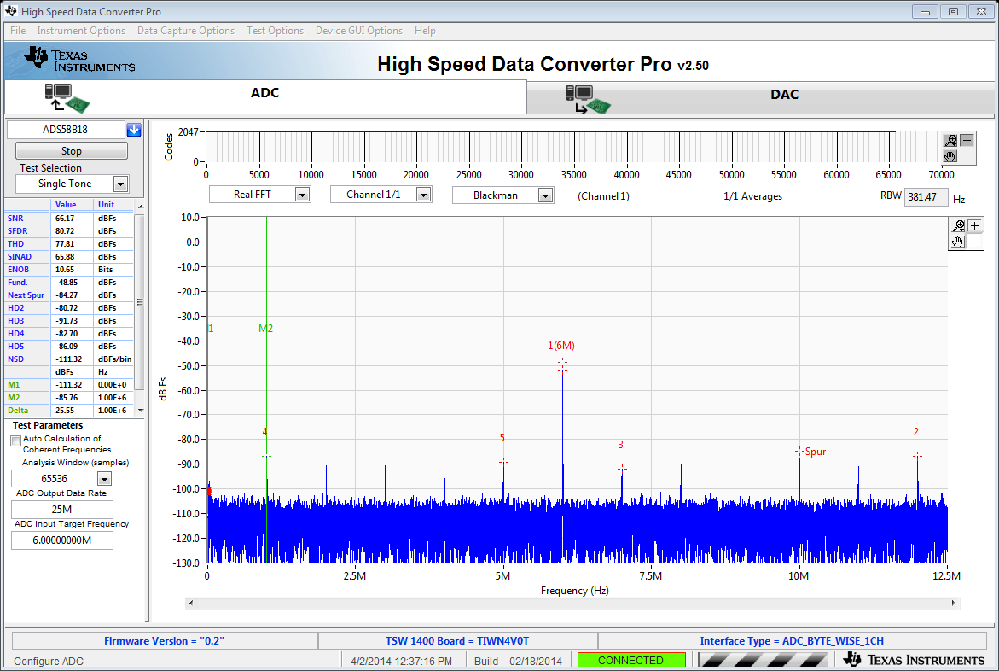 High Speed Data Converter Pro
File Instrument Options Data Capture Options Test Options Device GUI Options Help
TEXAS INSTRUMENTS
High Speed Data Converter Pro v2.50
ADC DAC
ADS58B18
Stop
Test Selection
Single Tone
Value Unit
SNR 66.17 dBFs
SFDR 80.72 dBFs
THD 77.81 dBFs
SINAD 65.88 dBFs
ENOB 10.65 Bits
Fund. -48.85 dBFs
Next Spur -84.27 dBFs
HD2 -80.72 dBFs
HD3 -91.73 dBFs
HD4 -82.70 dBFs
HD5 -86.09 dBFs
NSD -111.32 dBFs/bin
dBFs Hz
M1 -111.32 0.00E+0
M2 -85.76 1.00E+6
Delta 25.55 1.00E+6
Test Parameters
Auto Calculation of
Coherent Frequencies
Analysis Window (samples)
65536
ADC Output Data Rate
25M
ADC Input Target Frequency
6.00000000M
Codes
2047
0
0 5000 10000 15000 20000 25000 30000 35000 40000 45000 50000 55000 60000 65000 70000
Real FFT Channel 1/1 Blackman (Channel 1) 1/1 Averages RBW 381.47 Hz
10.0
0.0
-10.0
-20.0
-30.0
-40.0
-50.0
-60.0
-70.0
-80.0
-90.0
-100.0
-110.0
-120.0
-130.0
dB Fs
1 M2
1(6M)
4 5 3 Spur 2
0 2.5M 5M 7.5M 10M 12.5M
Frequency (Hz)
Firmware Version = "0.2" TSW 1400 Board = TIWN4V0T Interface Type = ADC_BYTE_WISE_1CH
Configure ADC 4/2/2014 12:37:16 PM Build - 02/18/2014 CONNECTED TEXAS INSTRUMENTS